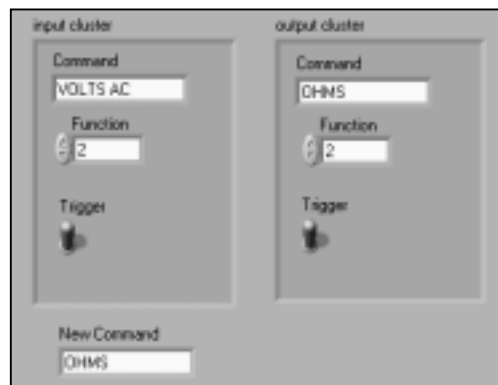 input cluster
Command
VOLTS AC
Function
2
Trigger
output cluster
Command
OHMS
Function
2
Trigger
New Command
OHMS